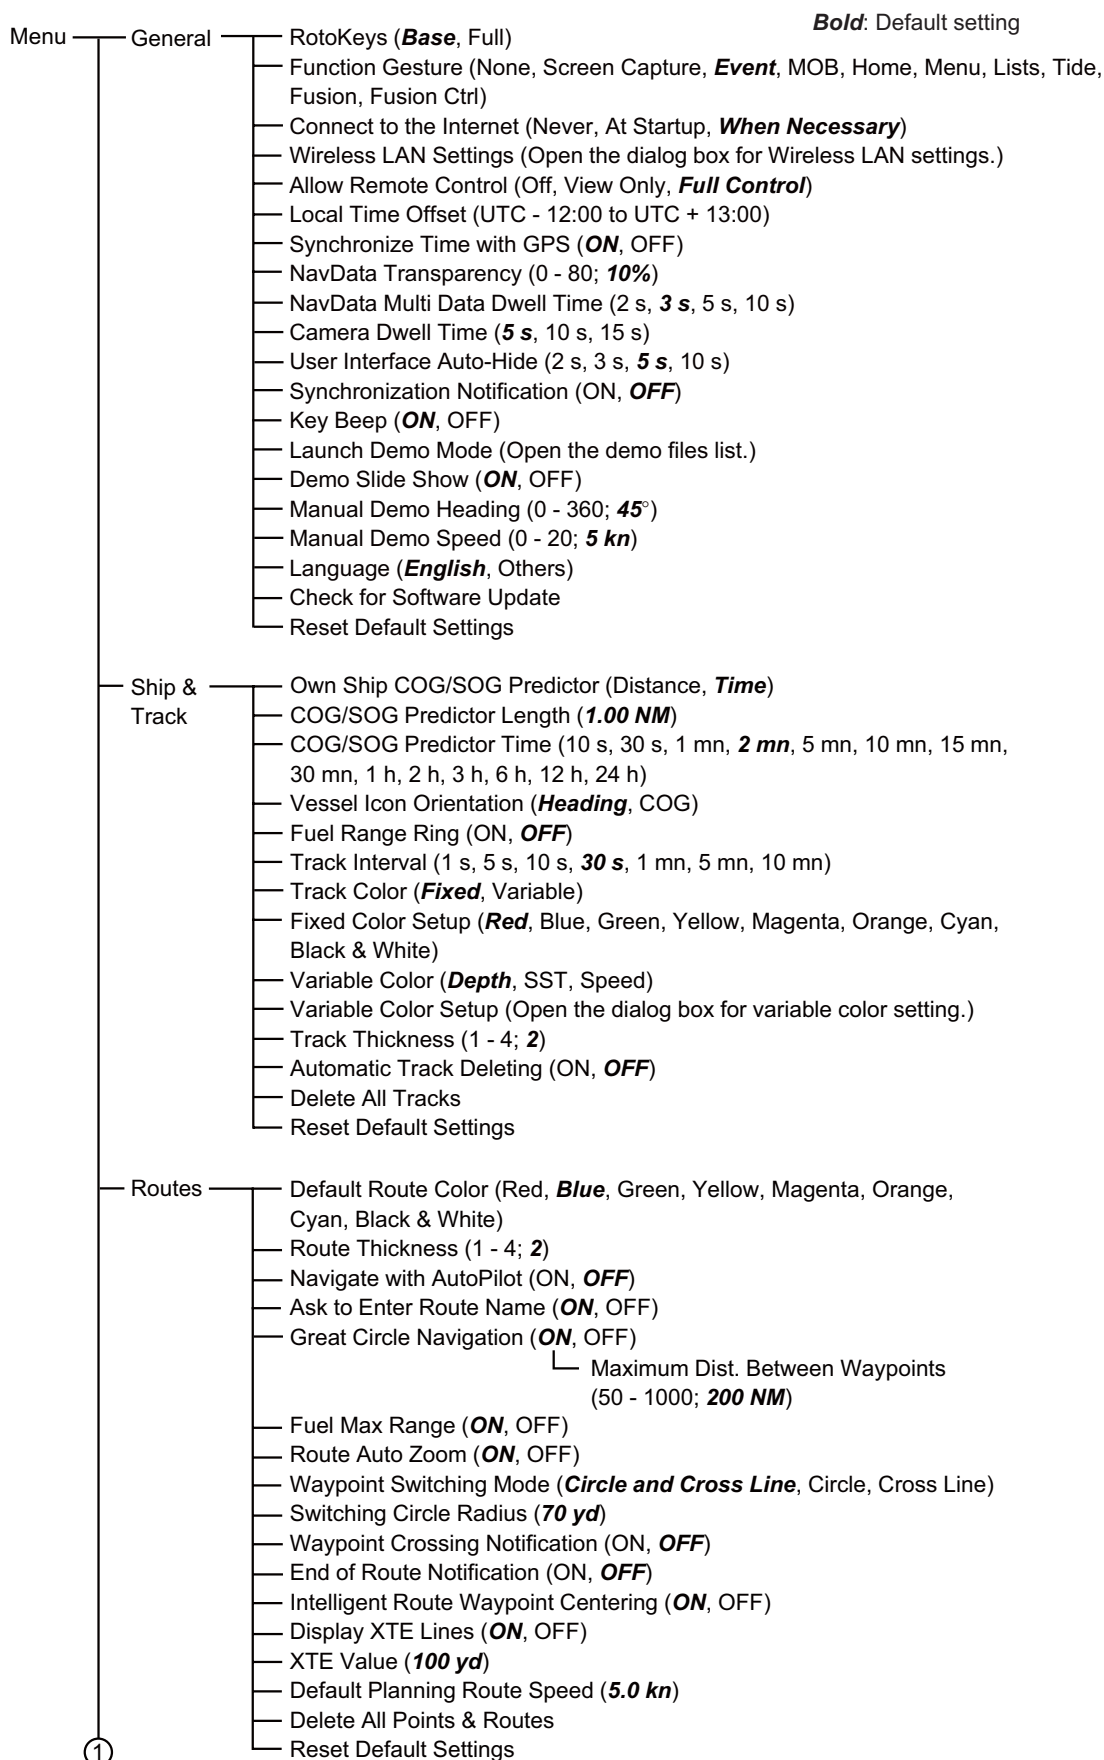 Bold: Default setting
Menu
General
RotoKeys (Base, Full)
Function Gesture (None, Screen Capture, Event, MOB, Home, Menu, Lists, Tide,
Fusion, Fusion Ctrl)
Connect to the Internet (Never, At Startup, When Necessary)
Wireless LAN Settings (Open the dialog box for Wireless LAN settings.)
Allow Remote Control (Off, View Only, Full Control)
Local Time Offset (UTC - 12:00 to UTC + 13:00)
Synchronize Time with GPS (ON, OFF)
NavData Transparency (0 - 80; 10%)
NavData Multi Data Dwell Time (2 s, 3 s, 5 s, 10 s)
Camera Dwell Time (5 s, 10 s, 15 s)
User Interface Auto-Hide (2 s, 3 s, 5 s, 10 s)
Synchronization Notification (ON, OFF)
Key Beep (ON, OFF)
Launch Demo Mode (Open the demo files list.)
Demo Slide Show (ON, OFF)
Manual Demo Heading (0 - 360; 45°)
Manual Demo Speed (0 - 20; 5 kn)
Language (English, Others)
Check for Software Update
Reset Default Settings
Ship &
Track
Own Ship COG/SOG Predictor (Distance, Time)
COG/SOG Predictor Length (1.00 NM)
COG/SOG Predictor Time (10 s, 30 s, 1 mn, 2 mn, 5 mn, 10 mn, 15 mn,
30 mn, 1 h, 2 h, 3 h, 6 h, 12 h, 24 h)
Vessel Icon Orientation (Heading, COG)
Fuel Range Ring (ON, OFF)
Track Interval (1 s, 5 s, 10 s, 30 s, 1 mn, 5 mn, 10 mn)
Track Color (Fixed, Variable)
Fixed Color Setup (Red, Blue, Green, Yellow, Magenta, Orange, Cyan,
Black & White)
Variable Color (Depth, SST, Speed)
Variable Color Setup (Open the dialog box for variable color setting.)
Track Thickness (1 - 4; 2)
Automatic Track Deleting (ON, OFF)
Delete All Tracks
Reset Default Settings
Routes
Default Route Color (Red, Blue, Green, Yellow, Magenta, Orange,
Cyan, Black & White)
Route Thickness (1 - 4; 2)
Navigate with AutoPilot (ON, OFF)
Ask to Enter Route Name (ON, OFF)
Great Circle Navigation (ON, OFF)
Maximum Dist. Between Waypoints
(50 - 1000; 200 NM)
Fuel Max Range (ON, OFF)
Route Auto Zoom (ON, OFF)
Waypoint Switching Mode (Circle and Cross Line, Circle, Cross Line)
Switching Circle Radius (70 yd)
Waypoint Crossing Notification (ON, OFF)
End of Route Notification (ON, OFF)
Intelligent Route Waypoint Centering (ON, OFF)
Display XTE Lines (ON, OFF)
XTE Value (100 yd)
Default Planning Route Speed (5.0 kn)
Delete All Points & Routes
Reset Default Settings
1